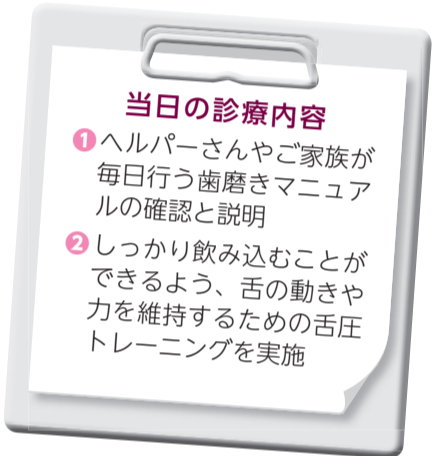 当日の診療内容
❶ヘルパーさんやご家族が
毎日行う歯磨きマニュア
ルの確認と説明
❷しっかり飲み込むことが
できるよう、舌の動きや
力を維持するための舌圧
トレーニングを実施